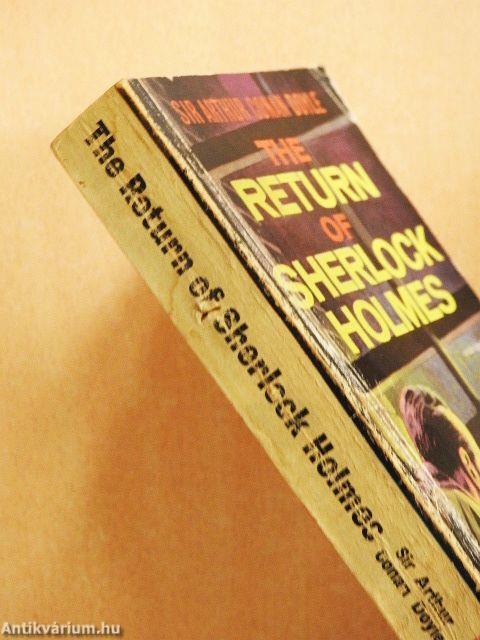 SIR ARTHUR CONAN DOYLE
THE
RETURN
OF
SHERLOCK
HOLMES
The Return of Sherlock Holmes
Sir Arthur
Conan Doyl
Antikvárium.hu